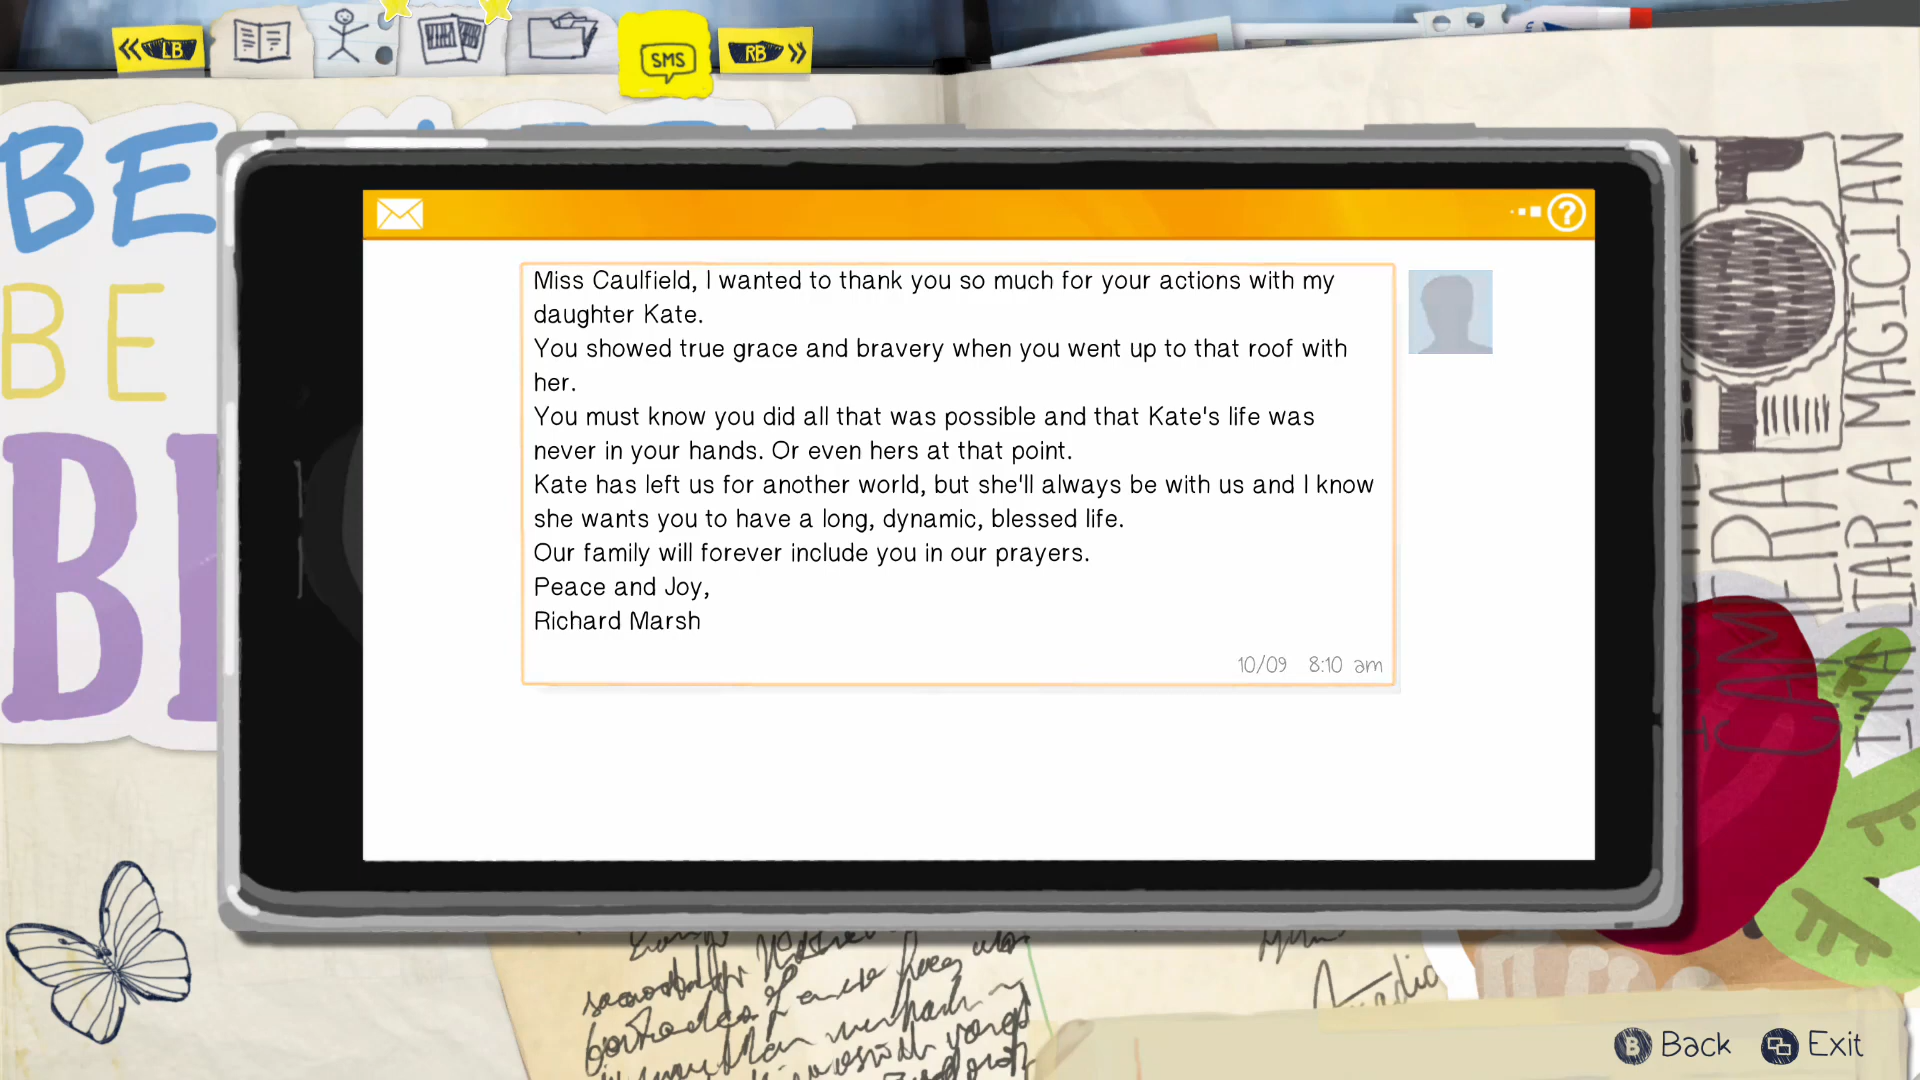 LB
SMS
RB
BE
BE
Miss Caulfield, I wanted to thank you so much for your actions with my
daughter Kate.
You showed true grace and bravery when you went up to that roof with
her.
You must know you did all that was possible and that Kate's life was
never in your hands. Or even hers at that point.
Kate has left us for another world, but she'll always be with us and I know
she wants you to have a long, dynamic, blessed life.
Our family will forever include you in our prayers.
Peace and Joy,
Richard Marsh
10/09 8:10 am
CAMERA
I'M A LIAR, A MAGICIAN
B Back
Exit